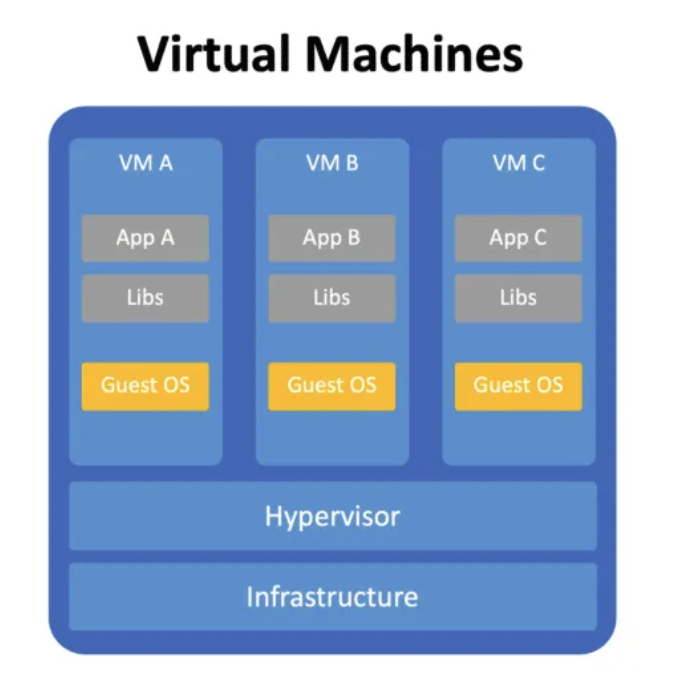 Virtual Machines
VM A
App A
Libs
Guest OS
VM B
App B
Libs
Guest OS
VM C
App C
Libs
Guest OS
Hypervisor
Infrastructure